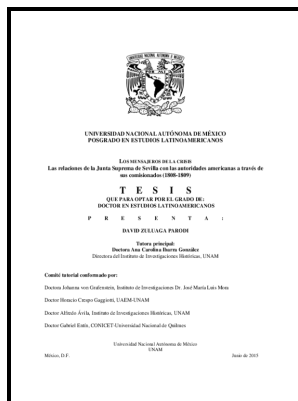 UNIVERSIDAD NACIONAL AUTÓNOMA DE MÉXICO
POSGRADO EN ESTUDIOS LATINOAMERICANOS
LOS MENSAJEROS DE LA CRISIS
Las relaciones de la Junta Suprema de Sevilla con las autoridades americanas a través de
sus comisionados (1808-1809)
T E S I S
QUE PARA OPTAR POR EL GRADO DE:
DOCTOR EN ESTUDIOS LATINOAMERICANOS
P R E S E N T A :
DAVID ZULUAGA PARODI
Tutora principal:
Doctora Ana Carolina Ibarra González
Directora del Instituto de Investigaciones Históricas, UNAM
Comité tutorial conformado por:
Doctora Johanna von Grafenstein, Instituto de Investigaciones Dr. José María Luis Mora
Doctor Horacio Crespo Gaggiotti, UAEM-UNAM
Doctor Alfredo Ávila, Instituto de Investigaciones Históricas, UNAM
Doctor Gabriel Entin, CONICET-Universidad Nacional de Quilmes
Universidad Nacional Autónoma de México
UNAM
México, D.F. Junio de 2015